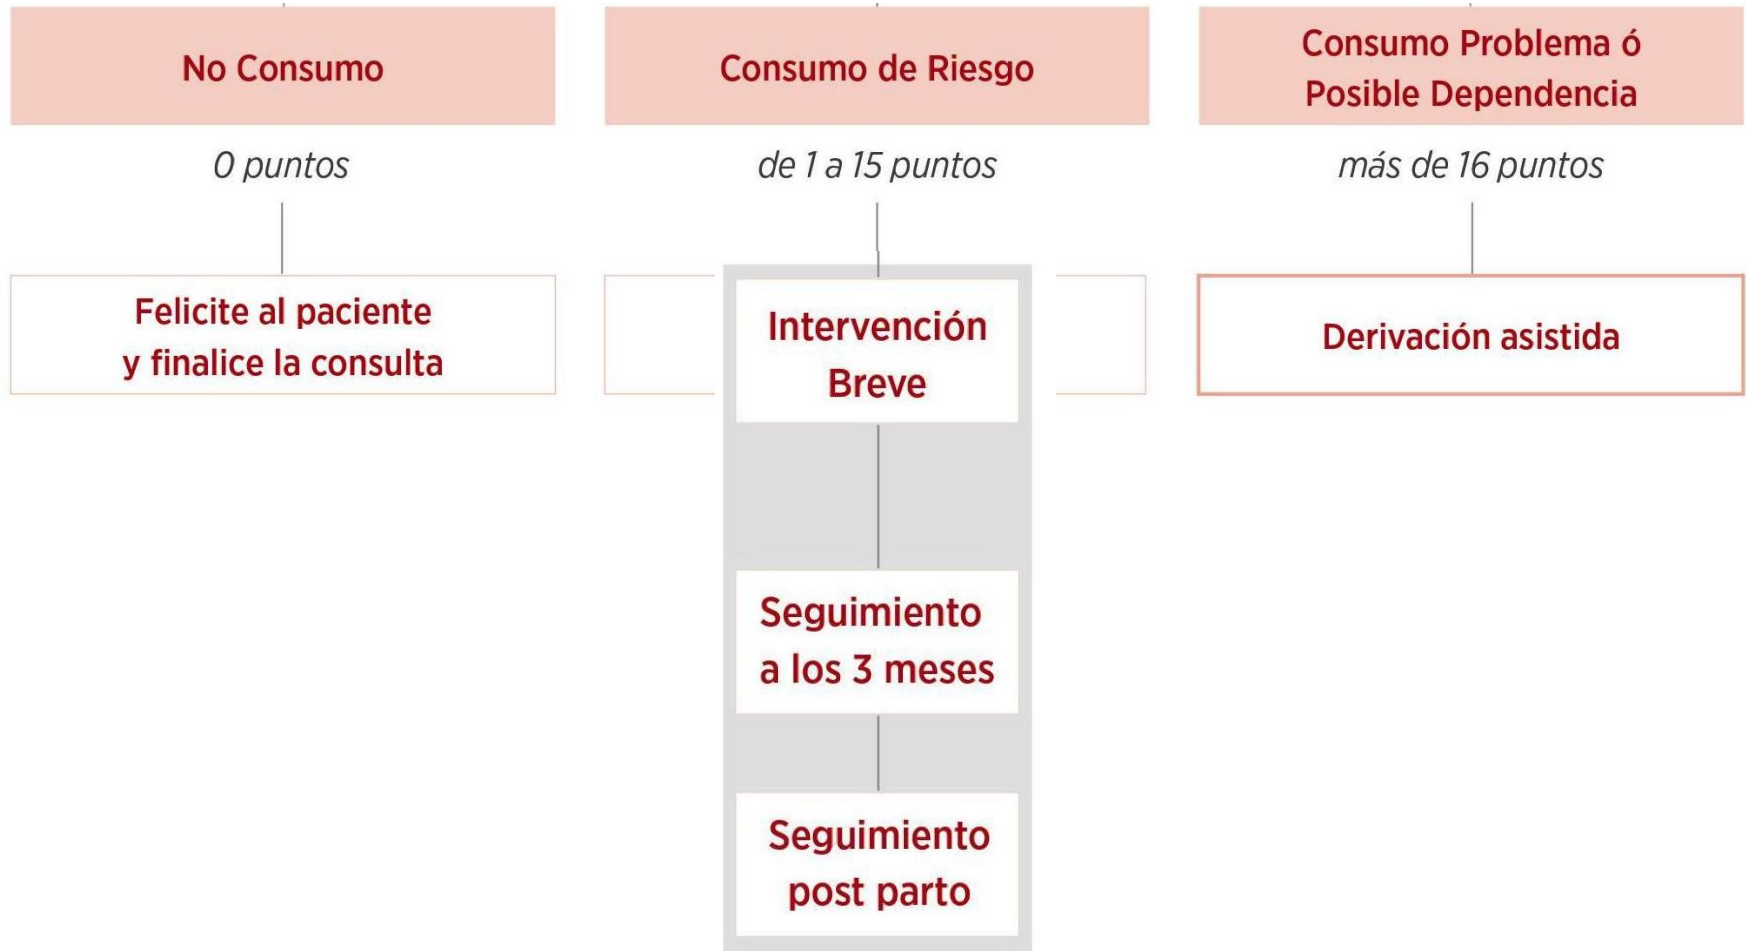 No Consumo
0 puntos
Felicite al paciente
y finalice la consulta
Consumo de Riesgo
de 1 a 15 puntos
Intervención
Breve
Seguimiento
a los 3 meses
Seguimiento
post parto
Consumo Problema ó
Posible Dependencia
más de 16 puntos
Derivación asistida